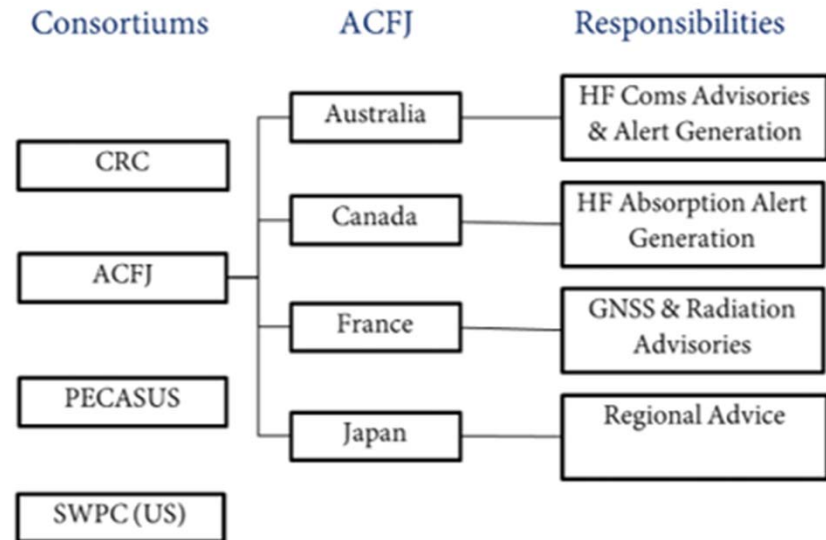 Consortiums
ACFJ
Responsibilities
CRC
ACFJ
PECASUS
SWPC (US)
Australia
Canada
France
Japan
HF Coms Advisories
& Alert Generation
HF Absorption Alert
Generation
GNSS & Radiation
Advisories
Regional Advice